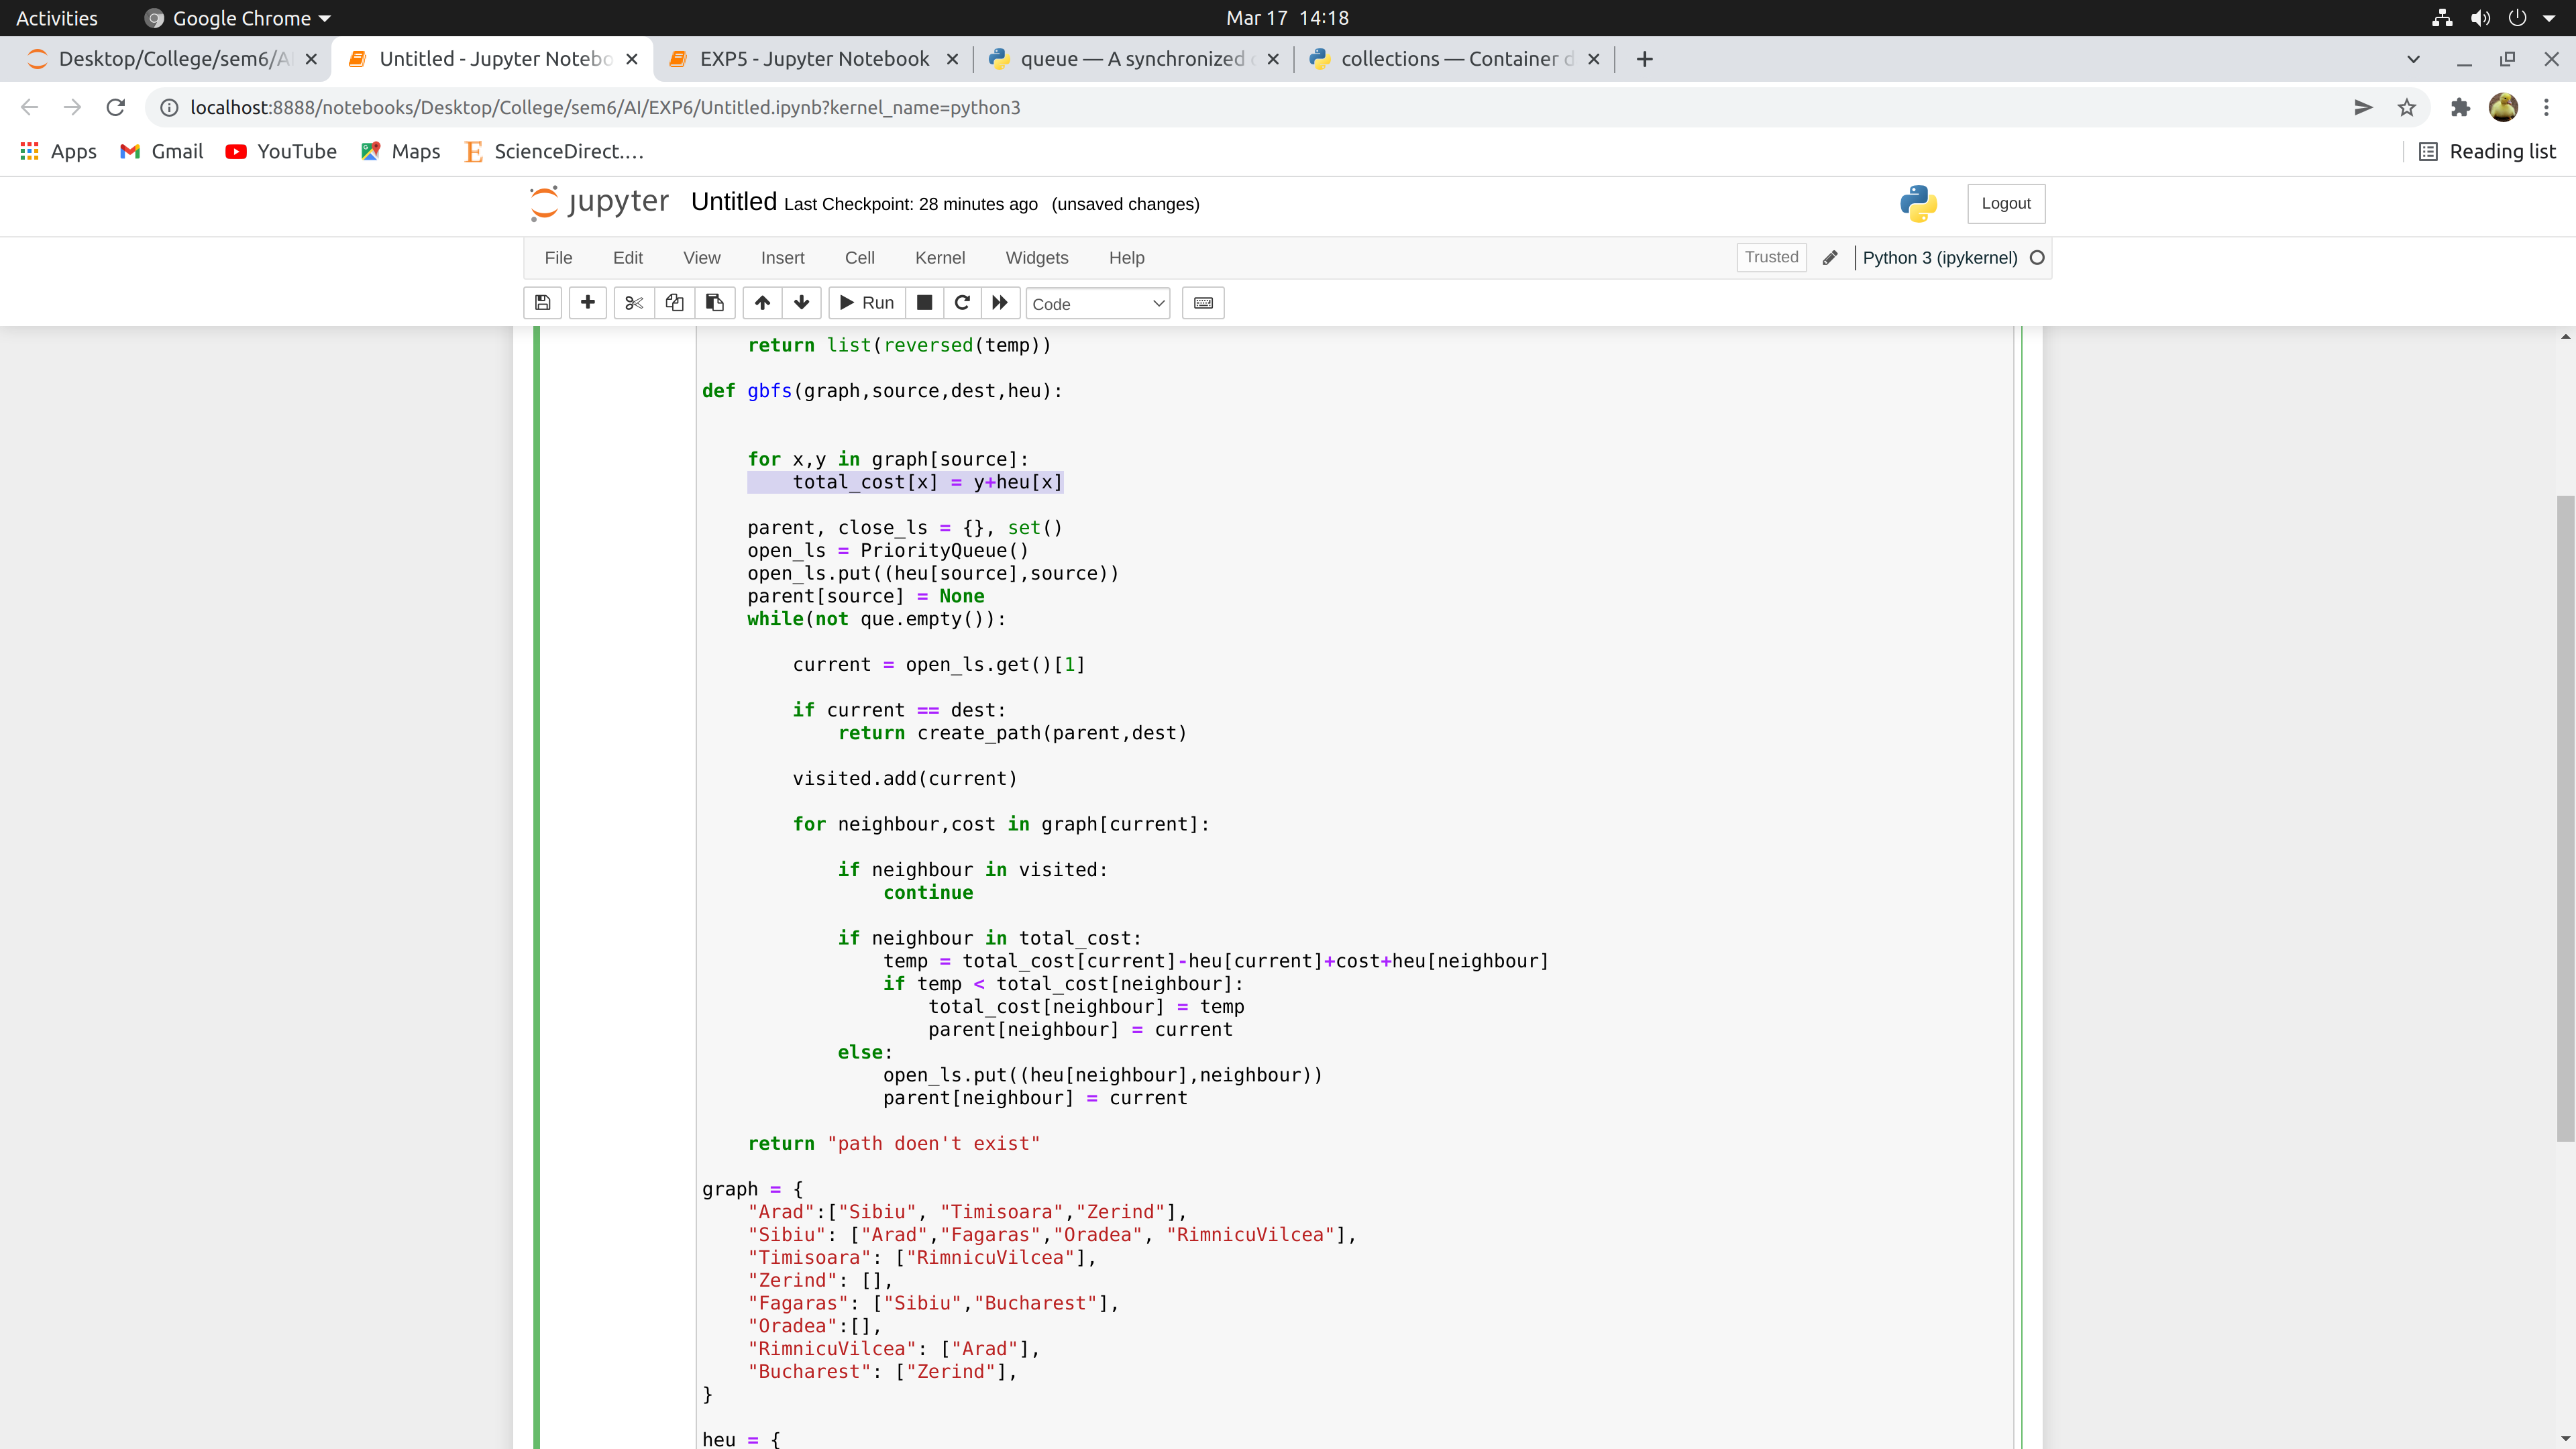 Activities
Google Chrome
Mar 17 14:18
Desktop/College/sem6/A
Untitled - Jupyter Notebo
EXP5 - Jupyter Notebook
queue — A synchronized
collections — Container d
localhost:8888/notebooks/Desktop/College/sem6/AI/EXP6/Untitled.ipynb?kernel_name=python3
Apps
Gmail
YouTube
Maps
E ScienceDirect....
Reading list
jupyter
Untitled Last Checkpoint: 28 minutes ago (unsaved changes)
Logout
File Edit View Insert Cell Kernel Widgets Help
Trusted
Python 3 (ipykernel)
Run
Code
return list(reversed(temp))
def gbfs(graph,source,dest,heu):
for x,y in graph[source]:
total_cost[x] = y+heu[x]
parent, close_ls = {}, set()
open_ls = PriorityQueue()
open_ls.put((heu[source],source))
parent[source] = None
while(not que.empty()):
current = open_ls.get()[1]
if current == dest:
return create_path(parent,dest)
visited.add(current)
for neighbour,cost in graph[current]:
if neighbour in visited:
continue
if neighbour in total_cost:
temp = total_cost[current]-heu[current]+cost+heu[neighbour]
if temp < total_cost[neighbour]:
total_cost[neighbour] = temp
parent[neighbour] = current
else:
open_ls.put((heu[neighbour],neighbour))
parent[neighbour] = current
return "path doen't exist"
graph = {
"Arad":["Sibiu", "Timisoara","Zerind"],
"Sibiu": ["Arad","Fagaras","Oradea", "RimnicuVilcea"],
"Timisoara": ["RimnicuVilcea"],
"Zerind": [],
"Fagaras": ["Sibiu","Bucharest"],
"Oradea":[],
"RimnicuVilcea": ["Arad"],
"Bucharest": ["Zerind"],
}
heu = {